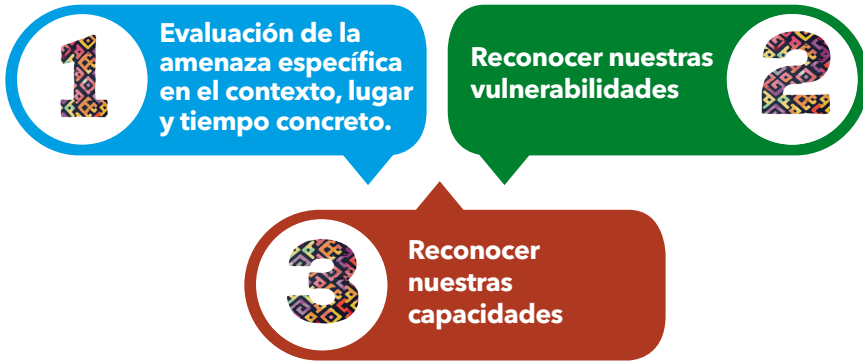 1
Evaluación de la
amenaza específica
en el contexto, lugar
y tiempo concreto.
Reconocer nuestras
vulnerabilidades
2
3
Reconocer
nuestras
capacidades